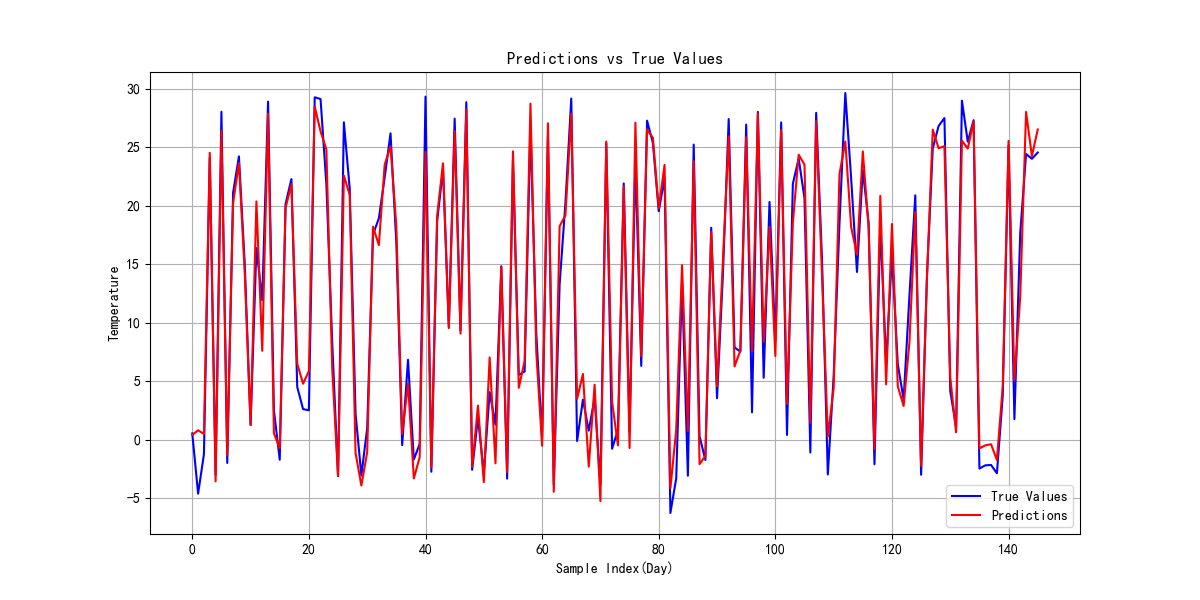 Predictions vs True Values
30
25
20
15
10
5
0
−5
Temperature
0 20 40 60 80 100 120 140
Sample Index(Day)
True Values
Predictions